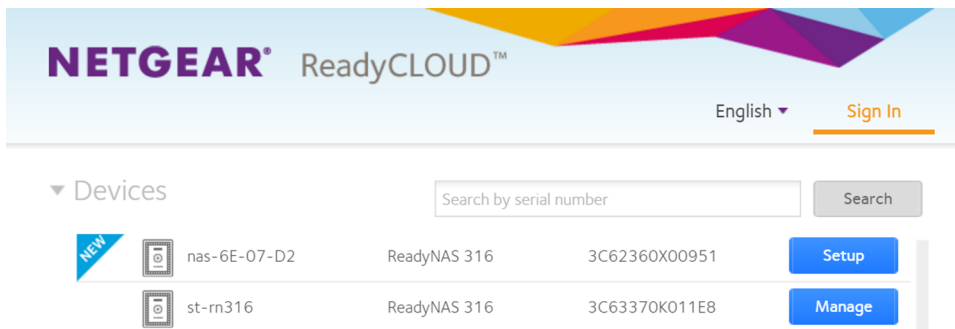 NETGEAR® ReadyCLOUD™
English Sign In
Devices Search by serial number Search
NEW nas-6E-07-D2 ReadyNAS 316 3C62360X00951 Setup
st-rn316 ReadyNAS 316 3C63370K011E8 Manage